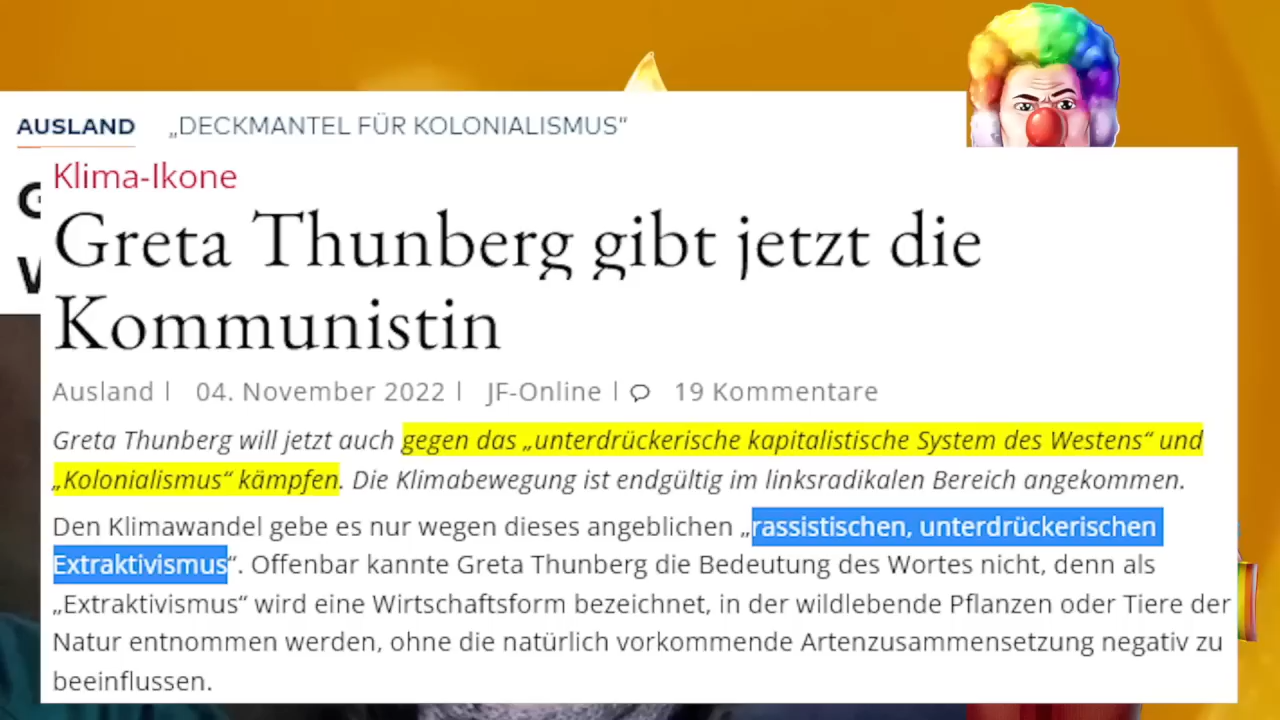 AUSLAND „DECKMANTEL FÜR KOLONIALISMUS“
Klima-Ikone
Greta Thunberg gibt jetzt die
Kommunistin
Ausland | 04. November 2022 | JF-Online | 19 Kommentare
Greta Thunberg will jetzt auch gegen das „unterdrückerische kapitalistische System des Westens“ und
„Kolonialismus“ kämpfen. Die Klimabewegung ist endgültig im linksradikalen Bereich angekommen.
Den Klimawandel gebe es nur wegen dieses angeblichen „rassistischen, unterdrückerischen
Extraktivismus“. Offenbar kannte Greta Thunberg die Bedeutung des Wortes nicht, denn als
„Extraktivismus“ wird eine Wirtschaftsform bezeichnet, in der wildlebende Pflanzen oder Tiere der
Natur entnommen werden, ohne die natürlich vorkommende Artenzusammensetzung negativ zu
beeinflussen.